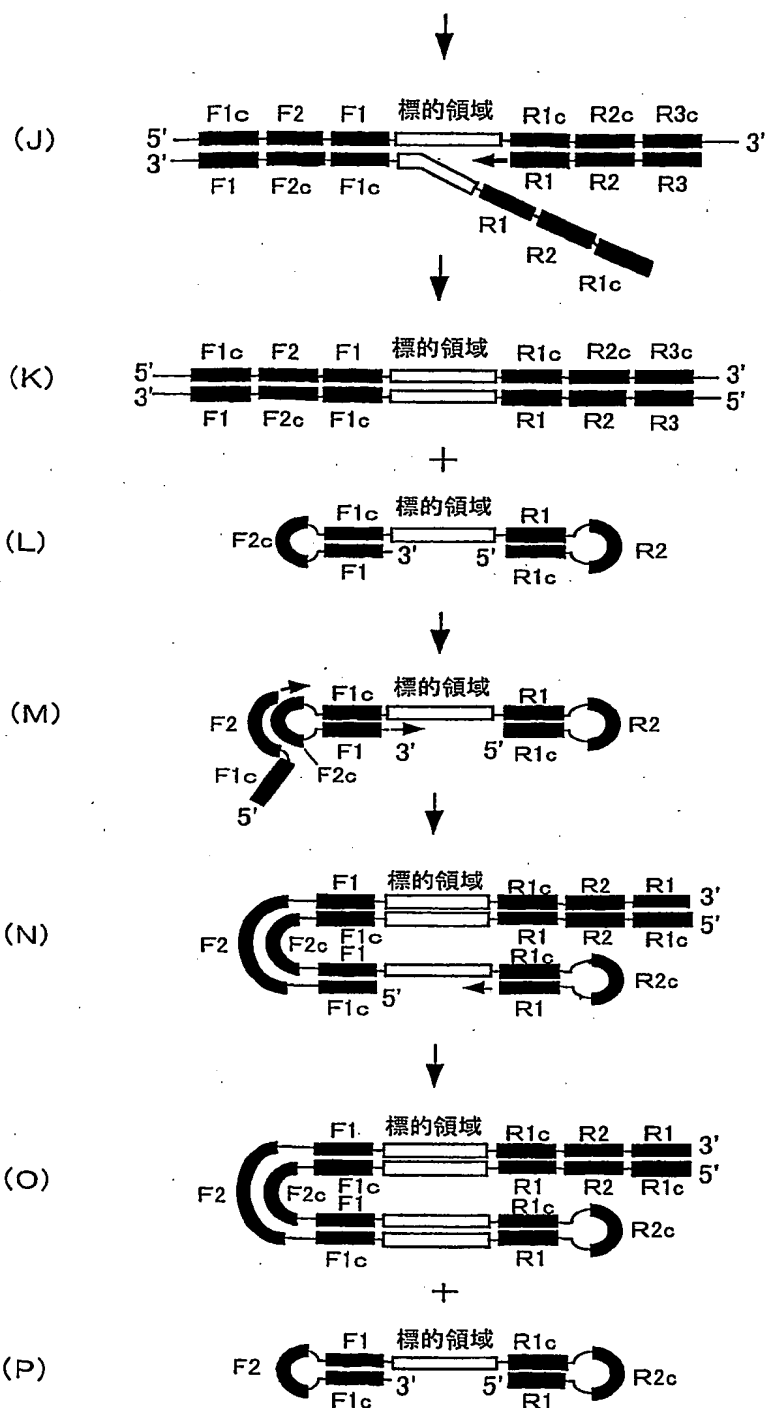 (J)
F1c F2 F1 標的領域 R1c R2c R3c
5' 3'
3'
F1 F2c F1c R1 R2 R3
R1
R2
R1c
(K)
F1c F2 F1 標的領域 R1c R2c R3c
5' 3'
3' 5'
F1 F2c F1c R1 R2 R3
+
(L)
F1c 標的領域 R1
F2c R2
F1 3' 5' R1c
(M)
F1c 標的領域 R1
F2 R2
F1 3' 5' R1c
F1c F2c
5'
(N)
F1 標的領域 R1c R2 R1 3'
5'
F2 F2c F1c R1 R2 R1c
F1 R1c
R2c
F1c 5' R1
(O)
F1 標的領域 R1c R2 R1 3'
5'
F2 F2c F1c R1 R2 R1c
F1 R1c
R2c
F1c R1
+
(P)
F1 標的領域 R1c
F2 R2c
F1c 3' 5' R1